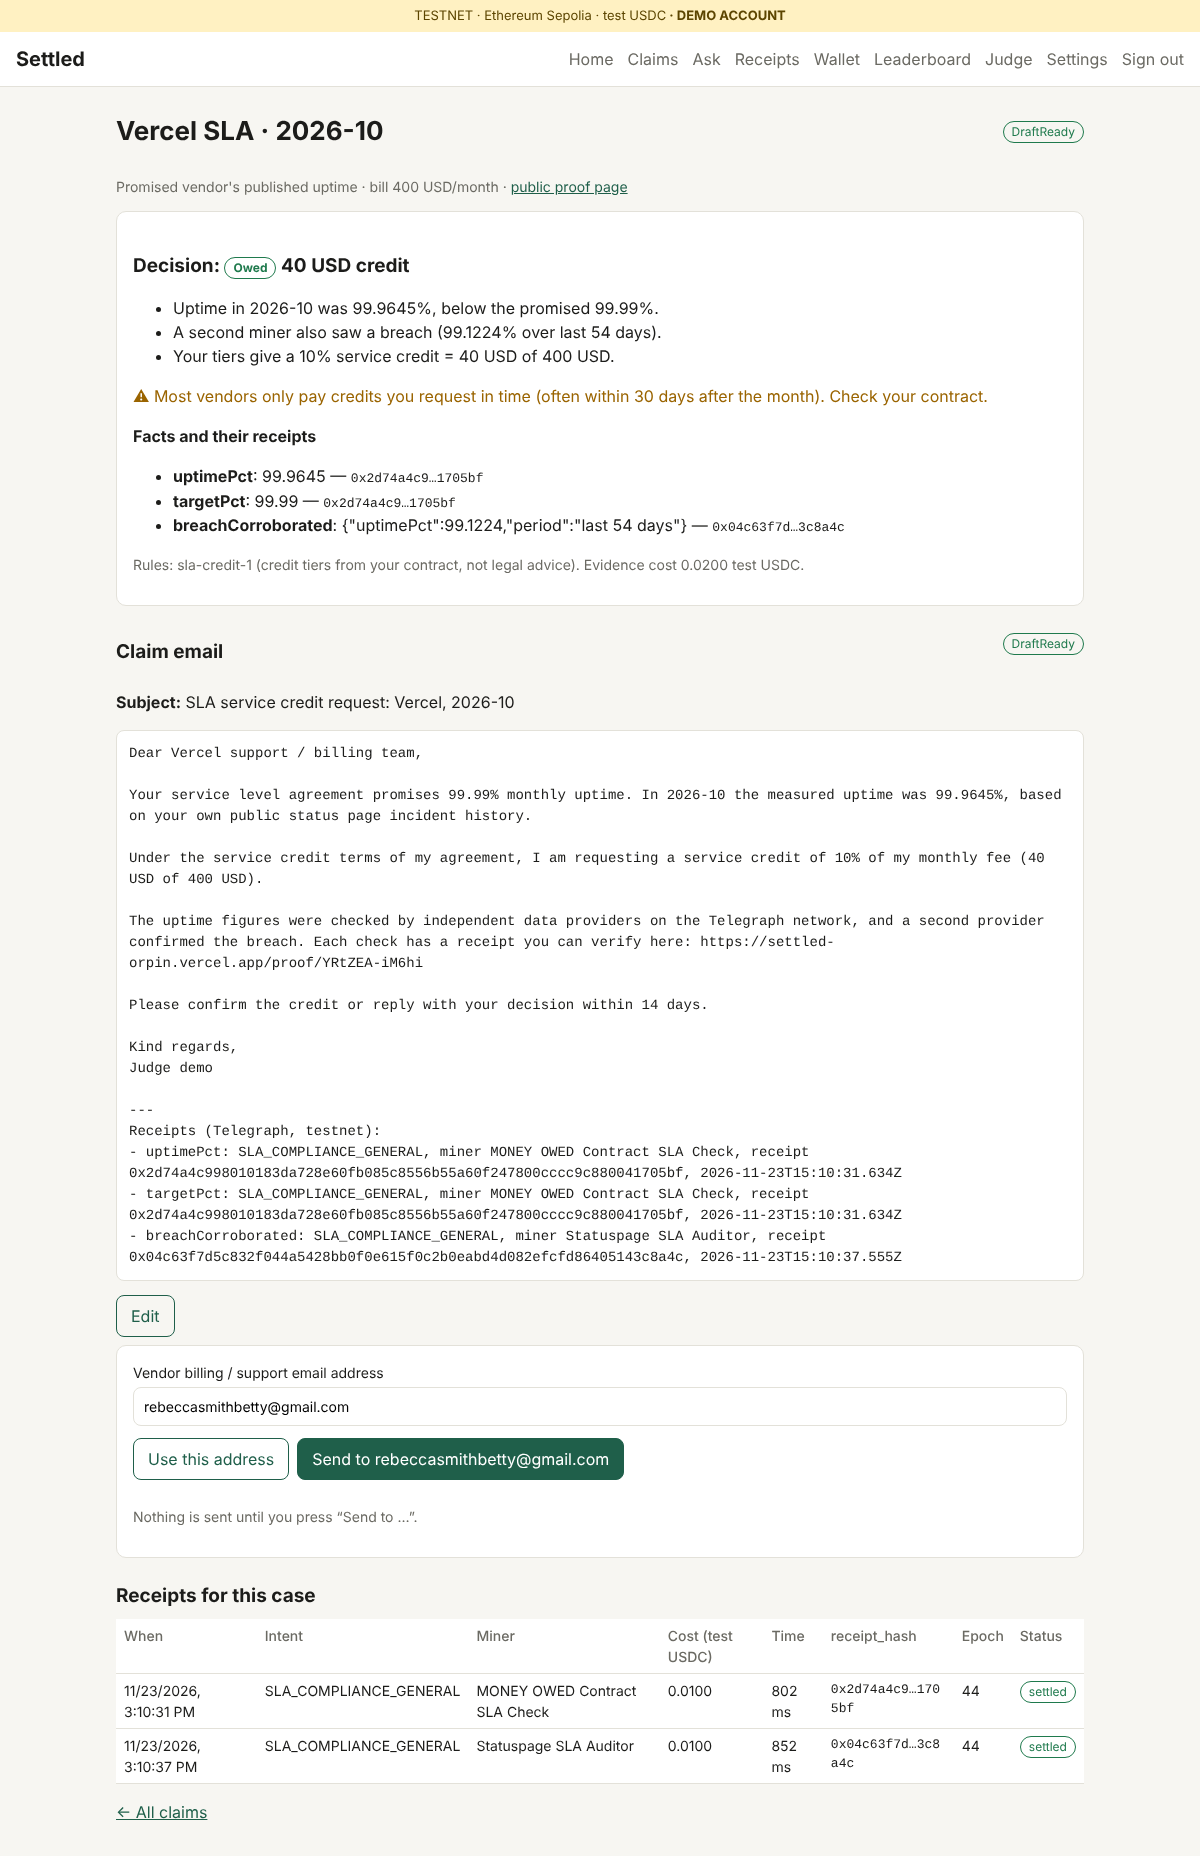 TESTNET · Ethereum Sepolia · test USDC · DEMO ACCOUNT
Settled
Home Claims Ask Receipts Wallet Leaderboard Judge Settings Sign out
Vercel SLA · 2026-10
DraftReady
Promised vendor's published uptime · bill 400 USD/month · public proof page
Decision: Owed 40 USD credit
• Uptime in 2026-10 was 99.9645%, below the promised 99.99%.
• A second miner also saw a breach (99.1224% over last 54 days).
• Your tiers give a 10% service credit = 40 USD of 400 USD.
⚠ Most vendors only pay credits you request in time (often within 30 days after the month). Check your contract.
Facts and their receipts
• uptimePct: 99.9645 — 0x2d74a4c9…1705bf
• targetPct: 99.99 — 0x2d74a4c9…1705bf
• breachCorroborated: {"uptimePct":99.1224,"period":"last 54 days"} — 0x04c63f7d…3c8a4c
Rules: sla-credit-1 (credit tiers from your contract, not legal advice). Evidence cost 0.0200 test USDC.
Claim email
DraftReady
Subject: SLA service credit request: Vercel, 2026-10
Dear Vercel support / billing team,
Your service level agreement promises 99.99% monthly uptime. In 2026-10 the measured uptime was 99.9645%, based
on your own public status page incident history.
Under the service credit terms of my agreement, I am requesting a service credit of 10% of my monthly fee (40
USD of 400 USD).
The uptime figures were checked by independent data providers on the Telegraph network, and a second provider
confirmed the breach. Each check has a receipt you can verify here: https://settled-
orpin.vercel.app/proof/YRtZEA-iM6hi
Please confirm the credit or reply with your decision within 14 days.
Kind regards,
Judge demo
---
Receipts (Telegraph, testnet):
- uptimePct: SLA_COMPLIANCE_GENERAL, miner MONEY OWED Contract SLA Check, receipt
0x2d74a4c998010183da728e60fb085c8556b55a60f247800cccc9c880041705bf, 2026-11-23T15:10:31.634Z
- targetPct: SLA_COMPLIANCE_GENERAL, miner MONEY OWED Contract SLA Check, receipt
0x2d74a4c998010183da728e60fb085c8556b55a60f247800cccc9c880041705bf, 2026-11-23T15:10:31.634Z
- breachCorroborated: SLA_COMPLIANCE_GENERAL, miner Statuspage SLA Auditor, receipt
0x04c63f7d5c832f044a5428bb0f0e615f0c2b0eabd4d082efcfd86405143c8a4c, 2026-11-23T15:10:37.555Z
Edit
Vendor billing / support email address
rebeccasmithbetty@gmail.com
Use this address Send to rebeccasmithbetty@gmail.com
Nothing is sent until you press “Send to ...”.
Receipts for this case
When Intent Miner Cost (test USDC) Time receipt_hash Epoch Status
11/23/2026, 3:10:31 PM SLA_COMPLIANCE_GENERAL MONEY OWED Contract SLA Check 0.0100 802 ms 0x2d74a4c9…1705bf 44 settled
11/23/2026, 3:10:37 PM SLA_COMPLIANCE_GENERAL Statuspage SLA Auditor 0.0100 852 ms 0x04c63f7d…3c8a4c 44 settled
← All claims